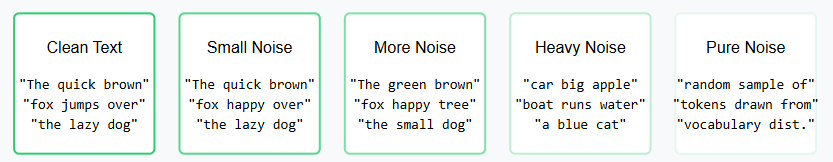 Clean Text
"The quick brown"
"fox jumps over"
"the lazy dog"
Small Noise
"The quick brown"
"fox happy over"
"the lazy dog"
More Noise
"The green brown"
"fox happy tree"
"the small dog"
Heavy Noise
"car big apple"
"boat runs water"
"a blue cat"
Pure Noise
"random sample of"
"tokens drawn from"
"vocabulary dist."